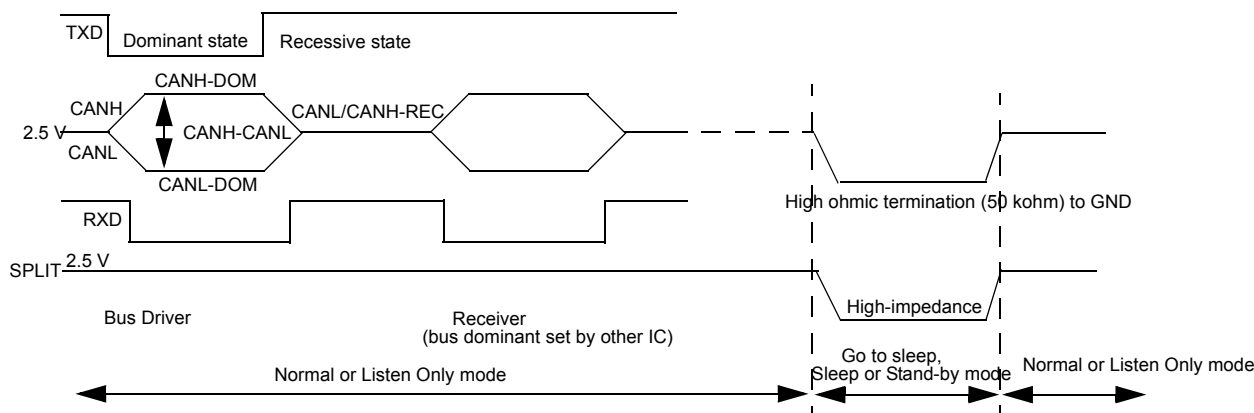 TXD
Dominant state
Recessive state
CANH-DOM
CANH
CANL/CANH-REC
2.5 V
CANH-CANL
CANL
CANL-DOM
High ohmic termination (50 kohm) to GND
RXD
2.5 V
SPLIT
High-impedance
Bus Driver
Receiver
(bus dominant set by other IC)
Go to sleep,
Sleep or Stand-by mode
Normal or Listen Only mode
Normal or Listen Only mode